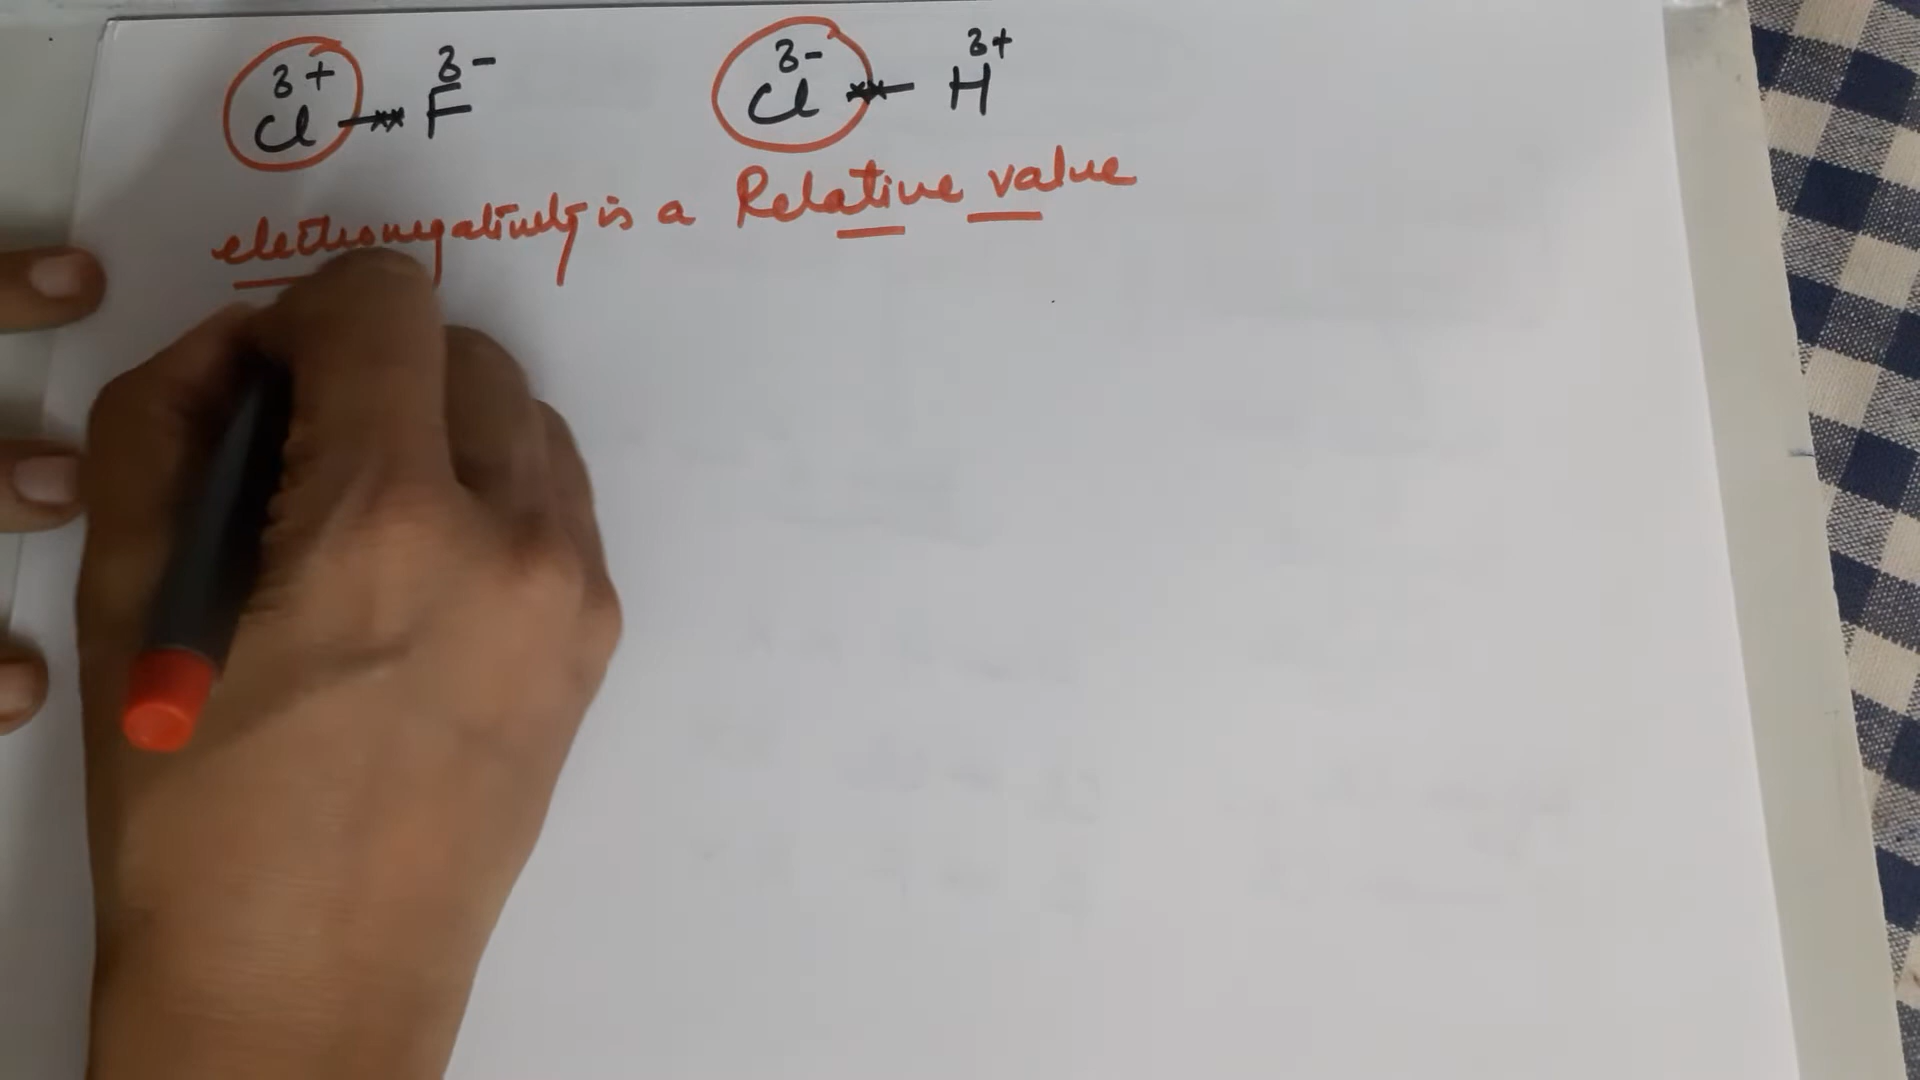 δ+ δ- δ- δ+
Cl F Cl H
electronegativity is a Relative value